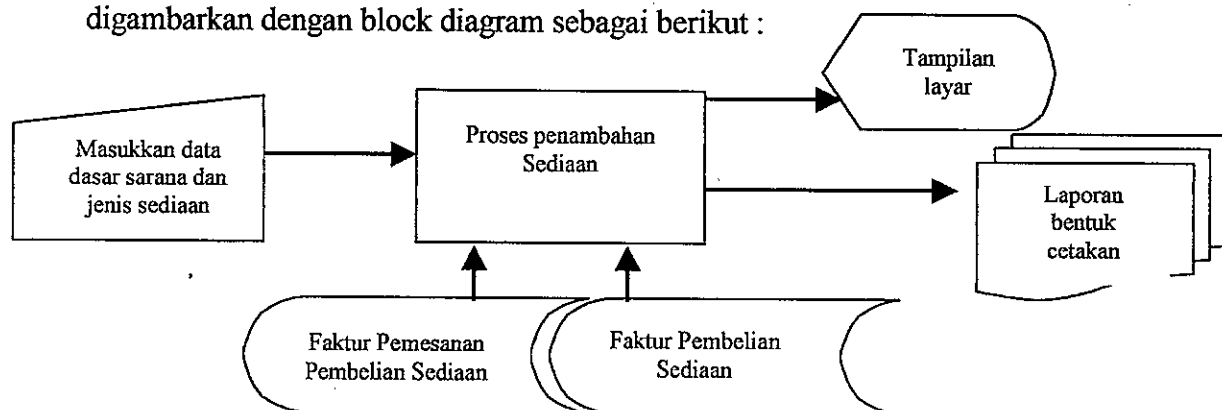 digambarkan dengan block diagram sebagai berikut :
Tampilan
layar
Masukkan data
dasar sarana dan
jenis sediaan
Proses penambahan
Sediaan
Laporan
bentuk
cetakan
Faktur Pemesanan
Pembelian Sediaan
Faktur Pembelian
Sediaan